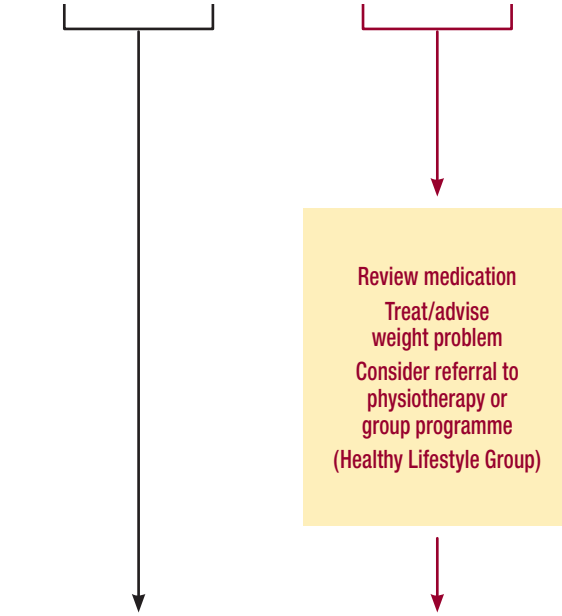 Review medication
Treat/advise
weight problem
Consider referral to
physiotherapy or
group programme
(Healthy Lifestyle Group)